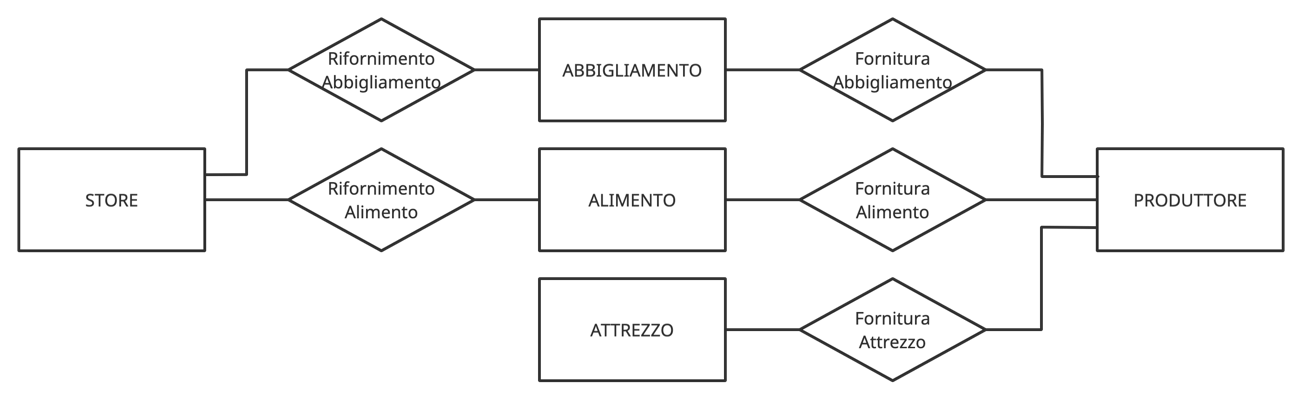 Rifornimento
Abbigliamento
ABBIGLIAMENTO
Fornitura
Abbigliamento
STORE
Rifornimento
Alimento
ALIMENTO
Fornitura
Alimento
PRODUTTORE
ATTREZZO
Fornitura
Attrezzo